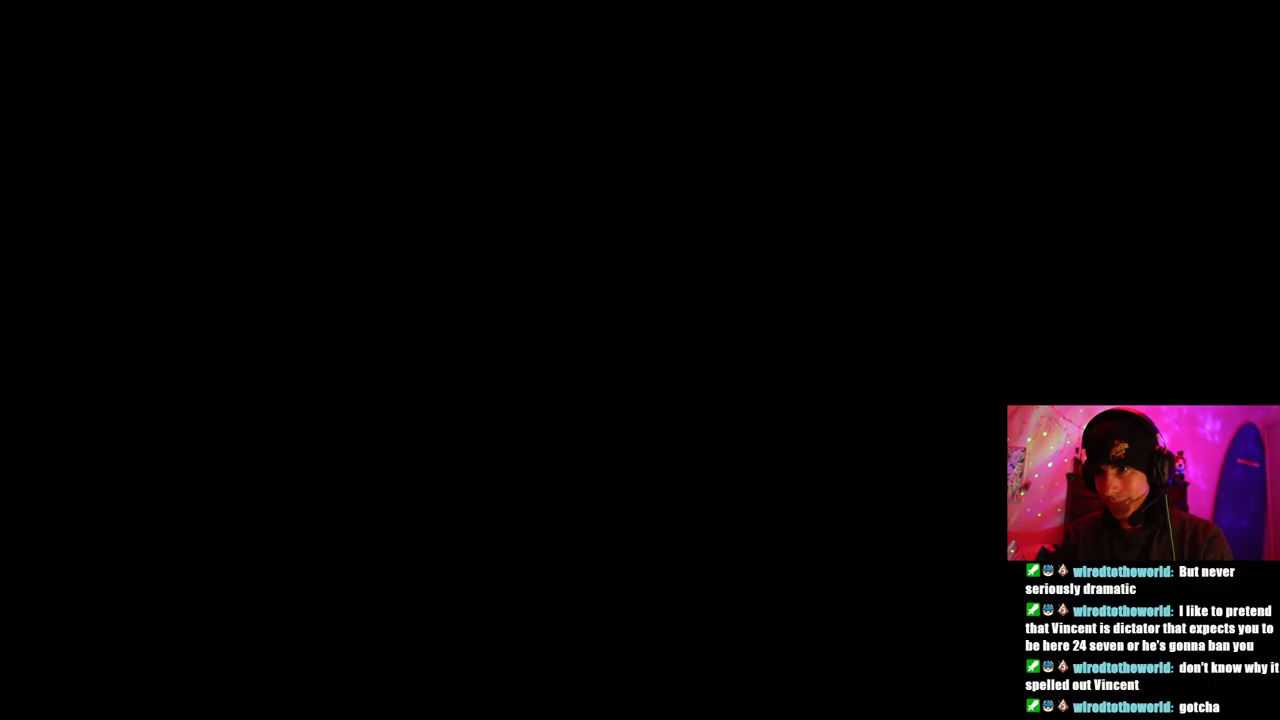 wiredtotheworld: But never
seriously dramatic
wiredtotheworld: I like to pretend
that Vincent is dictator that expects you to
be here 24 seven or he's gonna ban you
wiredtotheworld: don't know why it
spelled out Vincent
wiredtotheworld: gotcha